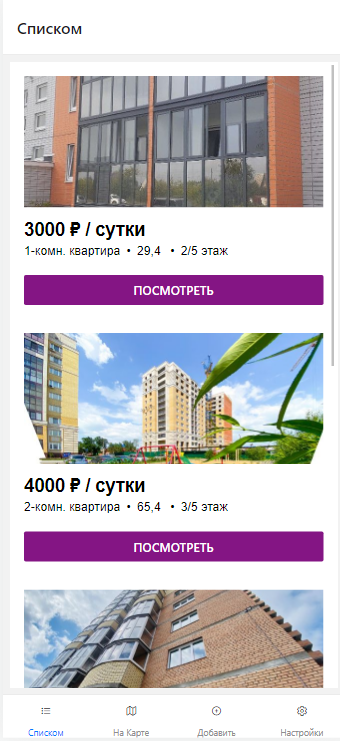 Списком
3000 ₽ / сутки
1-комн. квартира • 29,4 • 2/5 этаж
ПОСМОТРЕТЬ
4000 ₽ / сутки
2-комн. квартира • 65,4 • 3/5 этаж
ПОСМОТРЕТЬ
Списком
На Карте
Добавить
Настройки